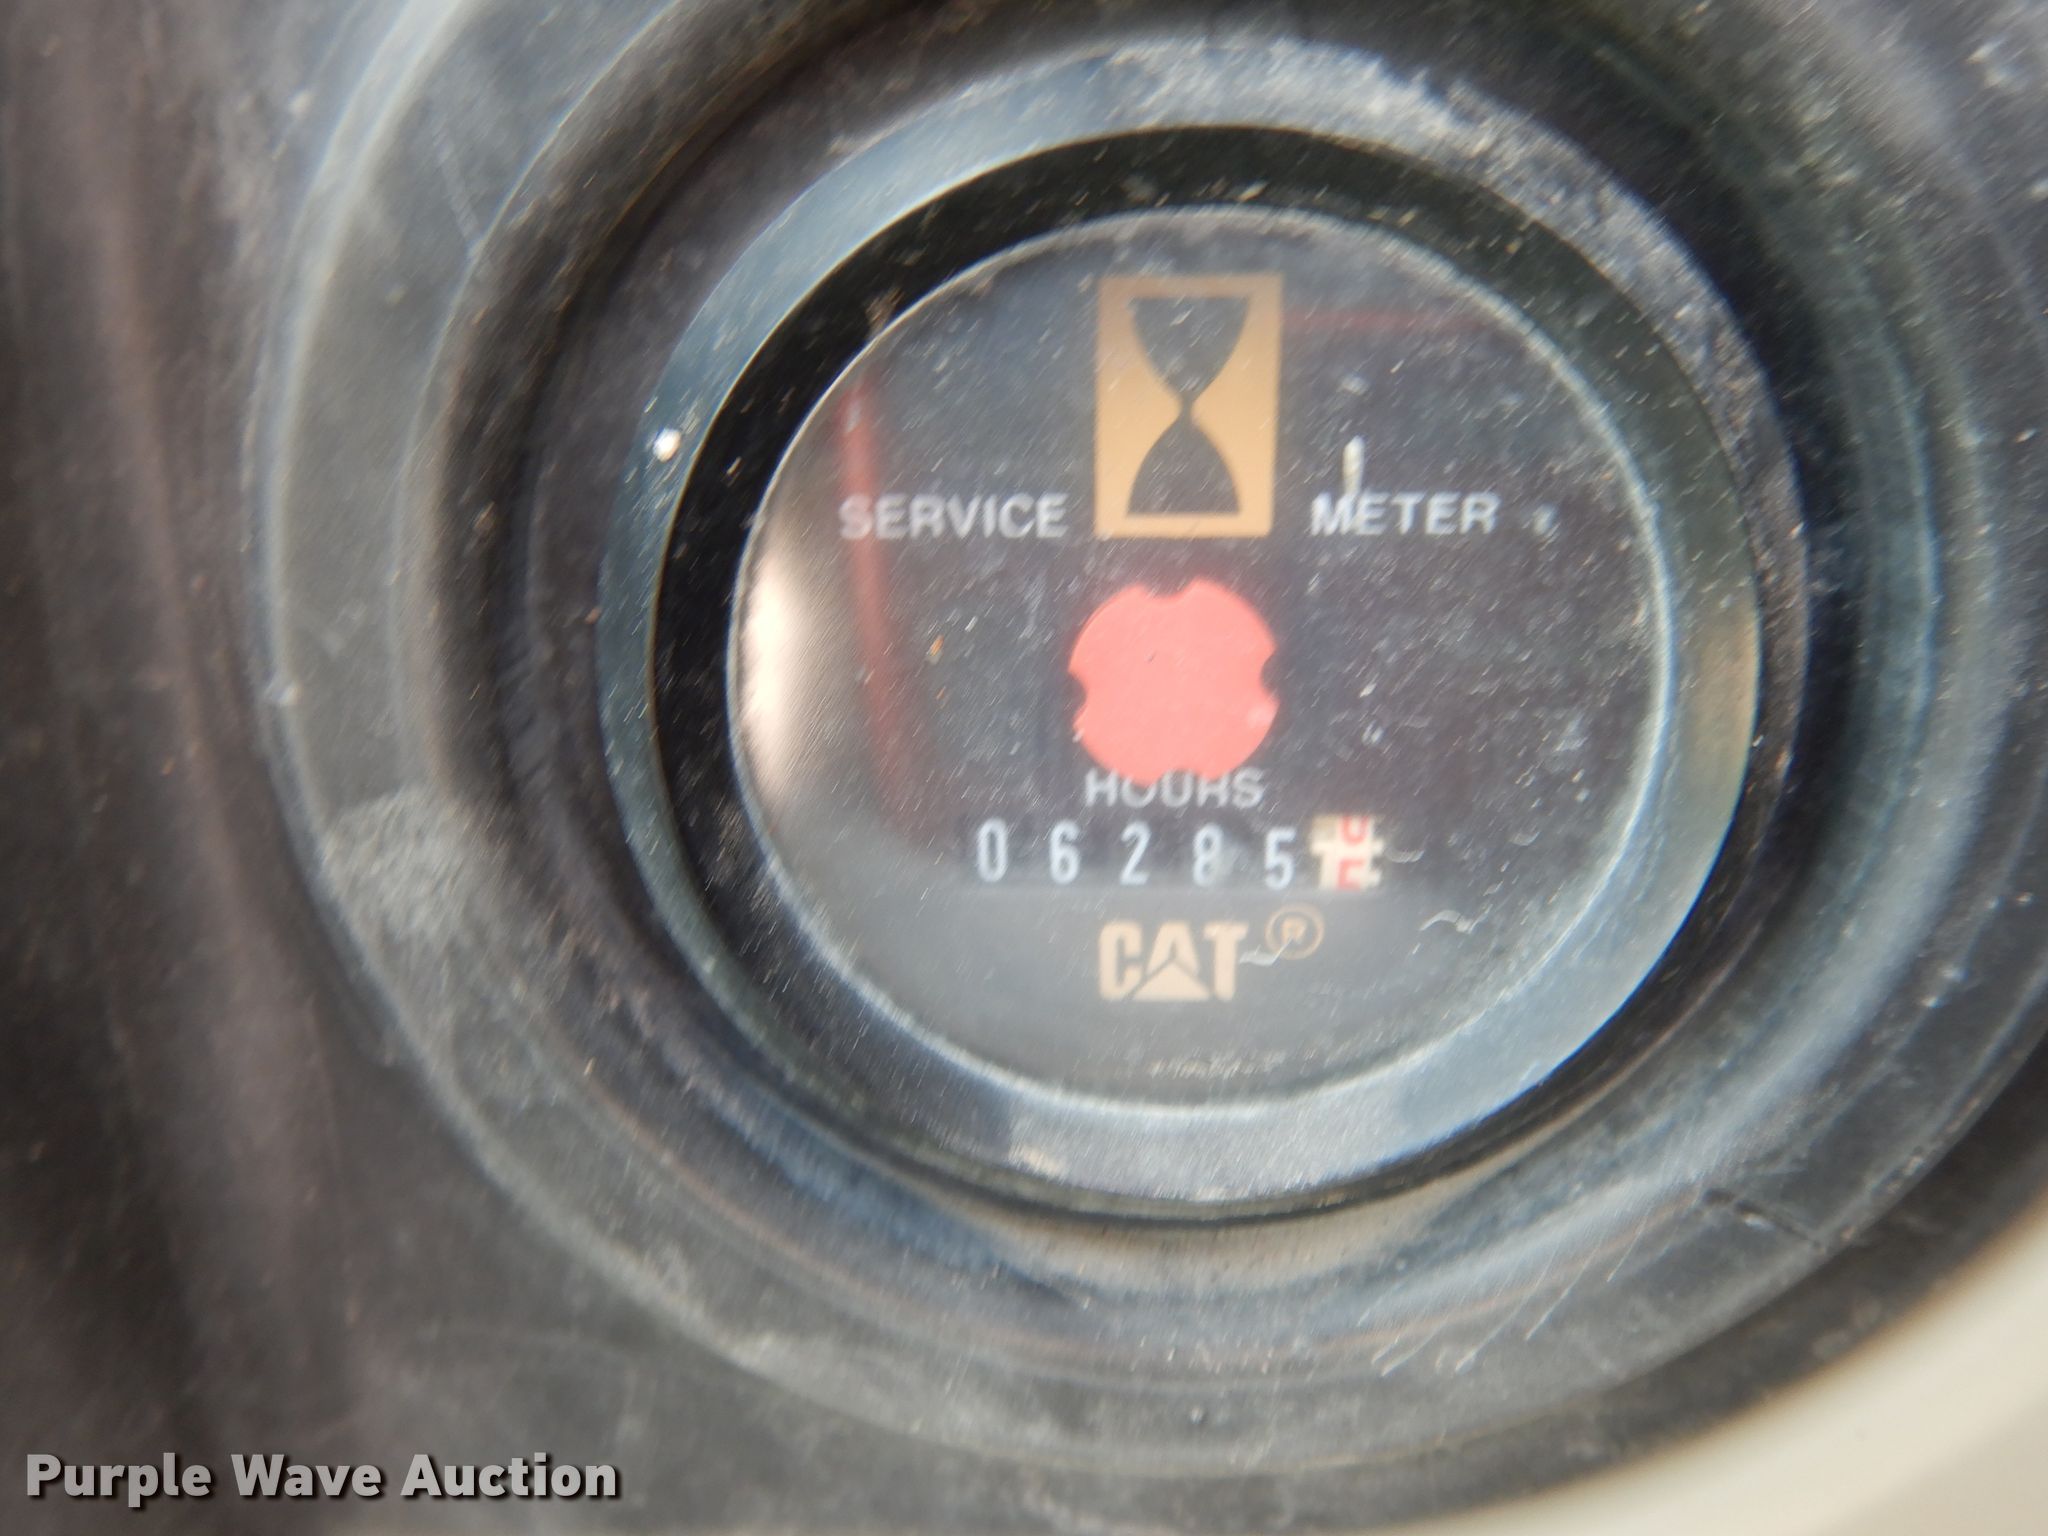 SERVICE METER
HOURS
06285
CAT®
Purple Wave Auction